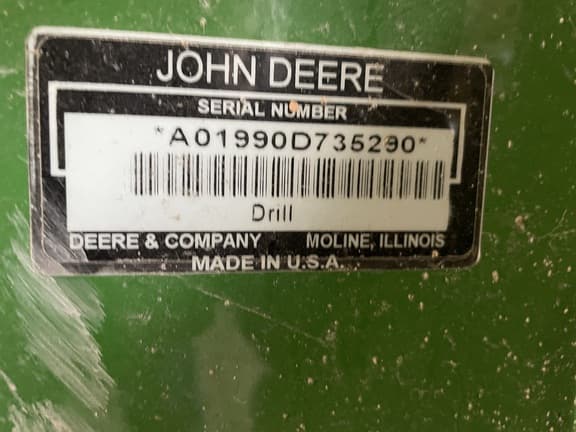 JOHN DEERE
SERIAL NUMBER
*A01990D735290*
Drill
DEERE & COMPANY MOLINE, ILLINOIS
MADE IN U.S.A.